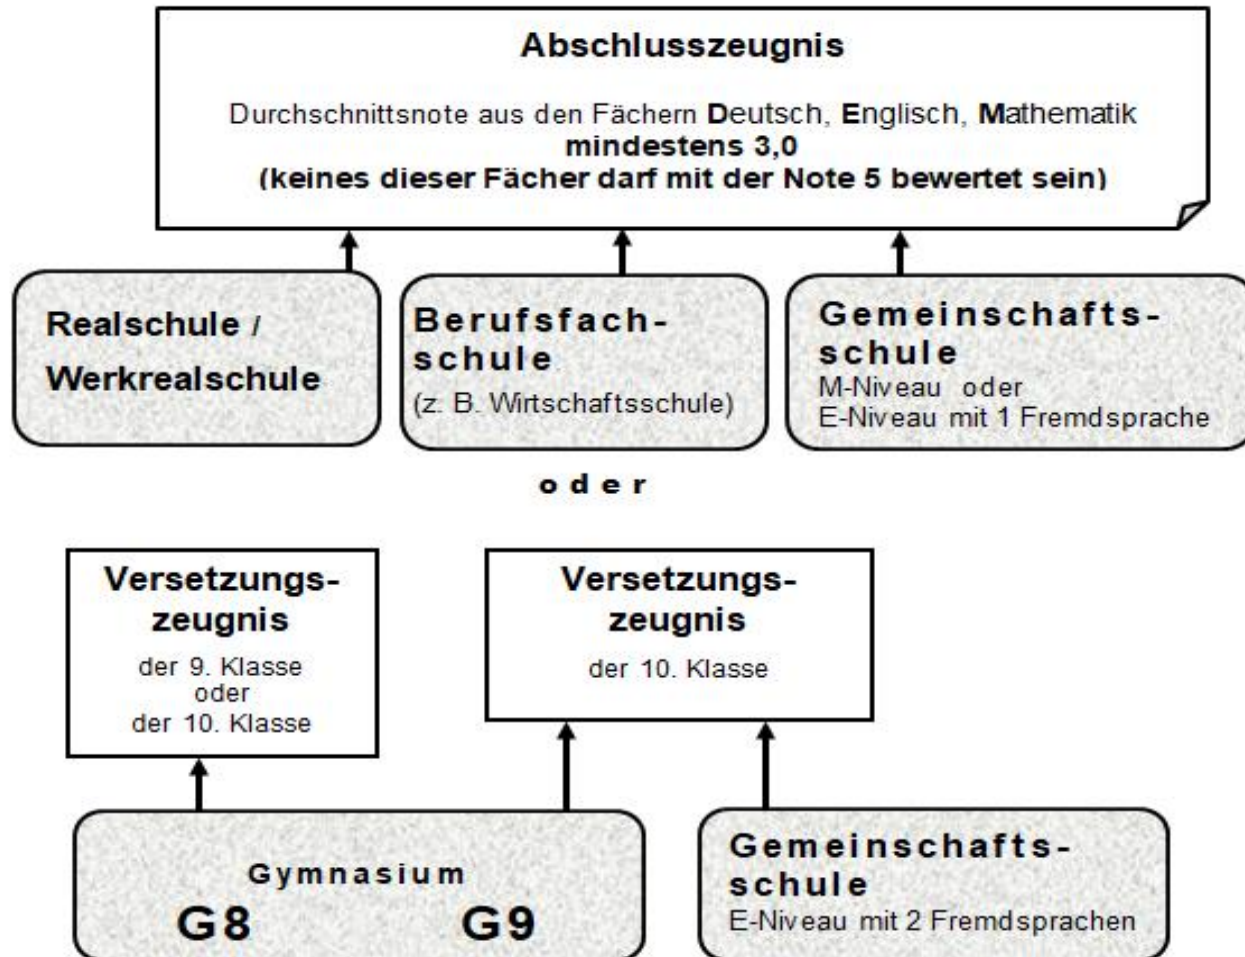 Abschlusszeugnis
Durchschnittsnote aus den Fächern Deutsch, Englisch, Mathematik
mindestens 3,0
(keines dieser Fächer darf mit der Note 5 bewertet sein)
Realschule /
Werkrealschule
Berufsfach-
schule
(z. B. Wirtschaftsschule)
Gemeinschafts-
schule
M-Niveau oder
E-Niveau mit 1 Fremdsprache
oder
Versetzungs-
zeugnis
der 9. Klasse
oder
der 10. Klasse
Versetzungs-
zeugnis
der 10. Klasse
Gymnasium
G8 G9
Gemeinschafts-
schule
E-Niveau mit 2 Fremdsprachen